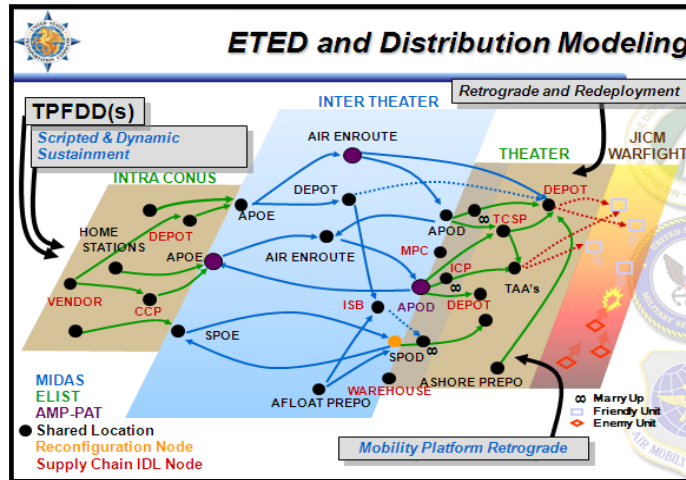 ETED and Distribution Modeling
TPFDD(s)
Scripted & Dynamic
Sustainment
Retrograde and Redeployment
INTER THEATER
JICM
WARFIGHT
THEATER
INTRA CONUS
AIR ENROUTE
DEPOT
APOE
DEPOT
HOME
STATIONS
DEPOT
APOE
AIR ENROUTE
APOD
TCSP
MPC
ICP
TAA's
VENDOR
CCP
ISB
APOD
DEPOT
SPOE
SPOD
AFLOAT PREPO
WAREHOUSE
ASHORE PREPO
MIDAS
ELIST
AMP-PAT
Shared Location
Reconfiguration Node
Supply Chain IDL Node
Mobility Platform Retrograde
Marry Up
Friendly Unit
Enemy Unit